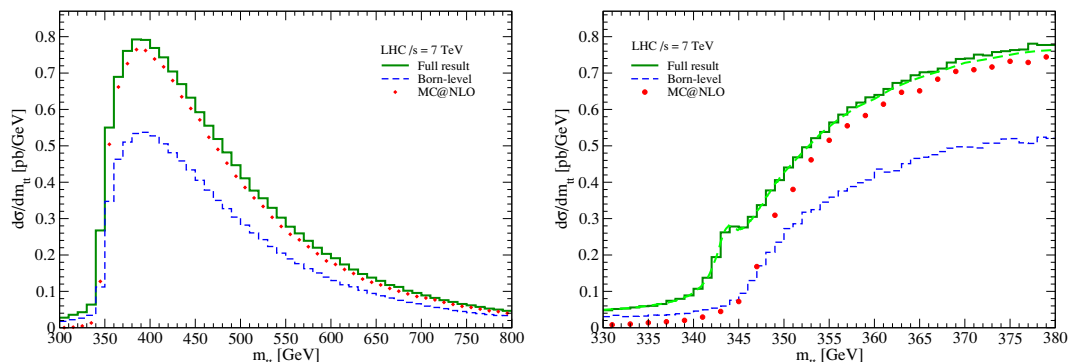 0.8
0.7
0.6
0.5
0.4
0.3
0.2
0.1
0
dσ/dm_tt [pb/GeV]
LHC √s = 7 TeV
Full result
Born-level
MC@NLO
300 350 400 450 500 550 600 650 700 750 800
m_tt [GeV]
0.8
0.7
0.6
0.5
0.4
0.3
0.2
0.1
0
dσ/dm_tt [pb/GeV]
LHC √s = 7 TeV
Full result
Born-level
MC@NLO
330 335 340 345 350 355 360 365 370 375 380
m_tt [GeV]